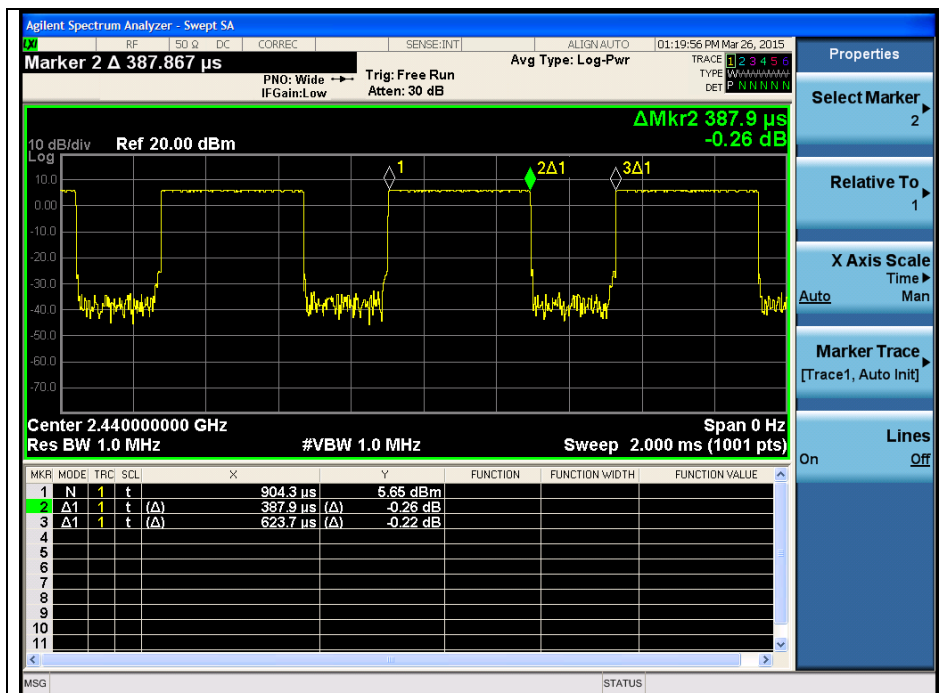 Agilent Spectrum Analyzer - Swept SA
LXI RF 50 Ω DC CORREC SENSE:INT ALIGN AUTO 01:19:56 PM Mar 26, 2015
Marker 2 Δ 387.867 µs
PNO: Wide
IFGain:Low
Trig: Free Run
Atten: 30 dB
Avg Type: Log-Pwr
TRACE 1 2 3 4 5 6
TYPE
DET P N N N N N
ΔMkr2 387.9 µs
-0.26 dB
10 dB/div Ref 20.00 dBm
Log
10.0
0.00
-10.0
-20.0
-30.0
-40.0
-50.0
-60.0
-70.0
1
2Δ1
3Δ1
Center 2.440000000 GHz Span 0 Hz
Res BW 1.0 MHz #VBW 1.0 MHz Sweep 2.000 ms (1001 pts)
MKR MODE TRC SCL X Y FUNCTION FUNCTION WIDTH FUNCTION VALUE
1 N 1 t 904.3 µs 5.65 dBm
2 Δ1 1 t (Δ) 387.9 µs (Δ) -0.26 dB
3 Δ1 1 t (Δ) 623.7 µs (Δ) -0.22 dB
4
5
6
7
8
9
10
11
MSG STATUS
Properties
Select Marker
2
Relative To
1
X Axis Scale
Time
Auto Man
Marker Trace
[Trace1, Auto Init]
Lines
On Off